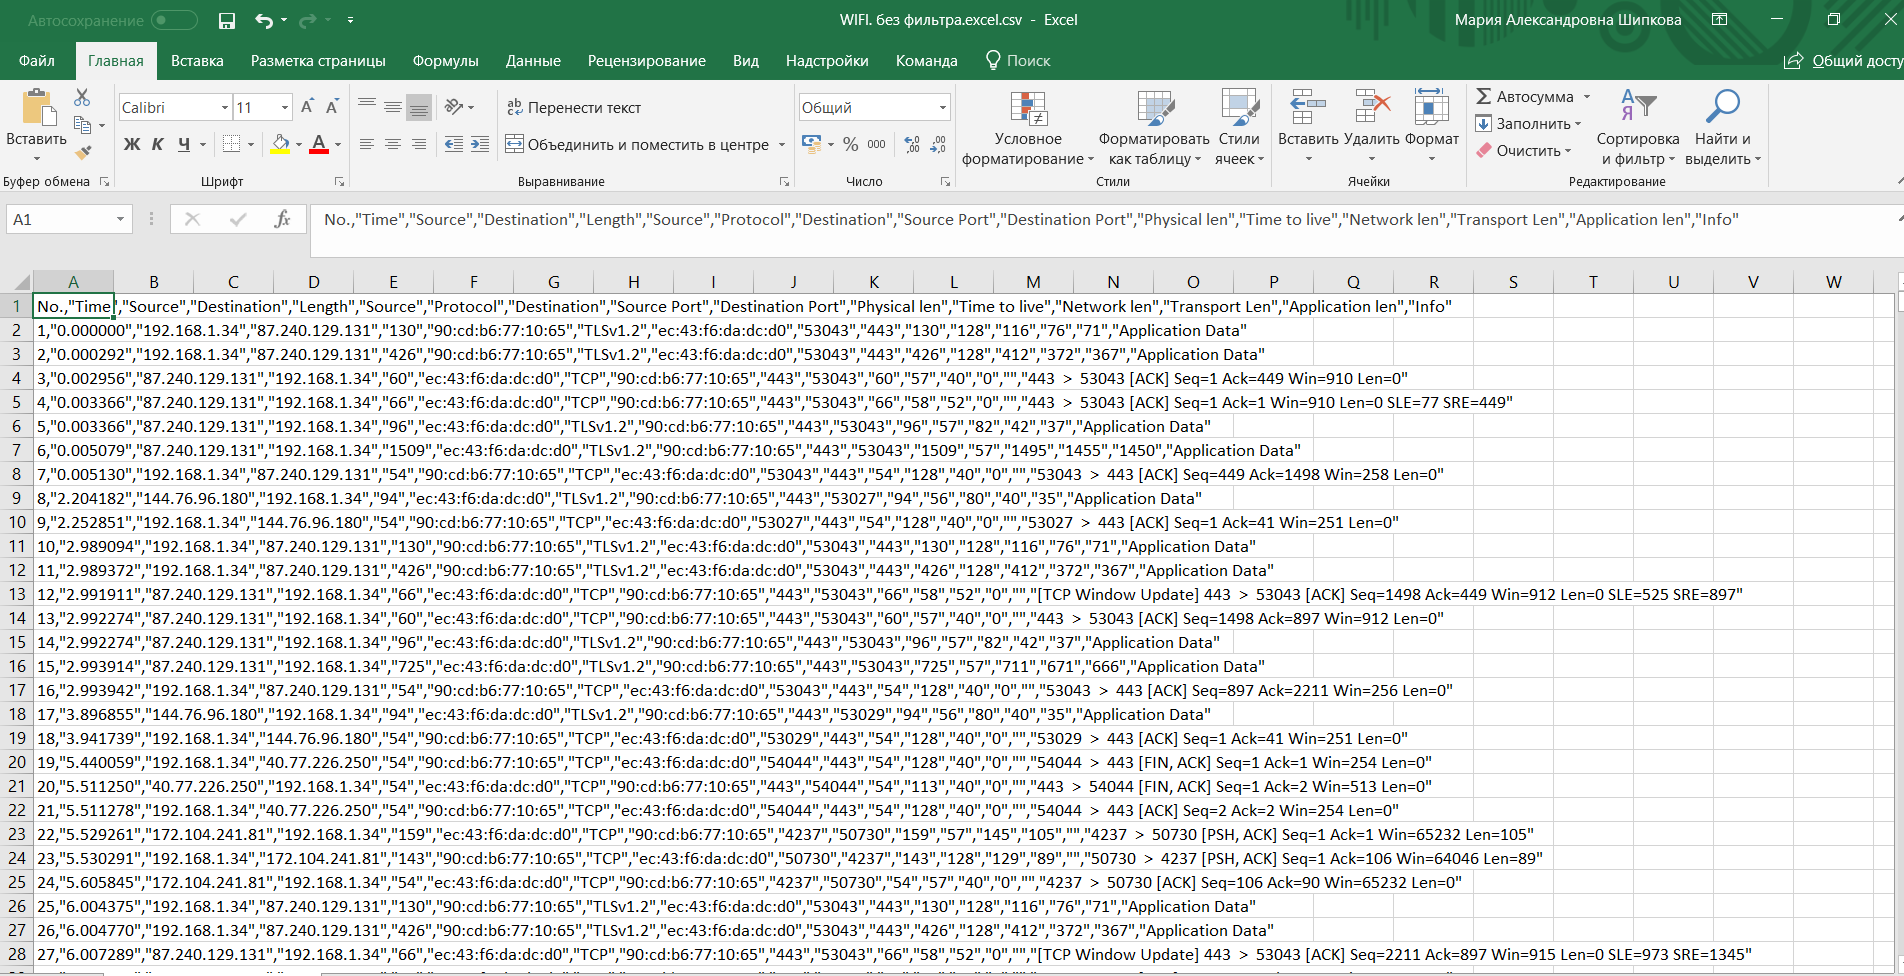 Автосохранение
WIFI. без фильтра.excel.csv - Excel
Мария Александровна Шипкова
Файл Главная Вставка Разметка страницы Формулы Данные Рецензирование Вид Надстройки Команда Поиск Общий досту
Вставить
Буфер обмена
Calibri 11
Ж К Ч
Шрифт
Перенести текст
Объединить и поместить в центре
Выравнивание
Общий
% 000
Число
Условное форматирование
Форматировать как таблицу
Стили ячеек
Стили
Вставить Удалить Формат
Ячейки
Автосумма
Заполнить
Очистить
Сортировка и фильтр
Найти и выделить
Редактирование
A1
fx
No.,"Time","Source","Destination","Length","Source","Protocol","Destination","Source Port","Destination Port","Physical len","Time to live","Network len","Transport Len","Application len","Info"
A B C D E F G H I J K L M N O P Q R S T U V W
1 No.,"Time","Source","Destination","Length","Source","Protocol","Destination","Source Port","Destination Port","Physical len","Time to live","Network len","Transport Len","Application len","Info"
2 1,"0.000000","192.168.1.34","87.240.129.131","130","90:cd:b6:77:10:65","TLSv1.2","ec:43:f6:da:dc:d0","53043","443","130","128","116","76","71","Application Data"
3 2,"0.000292","192.168.1.34","87.240.129.131","426","90:cd:b6:77:10:65","TLSv1.2","ec:43:f6:da:dc:d0","53043","443","426","128","412","372","367","Application Data"
4 3,"0.002956","87.240.129.131","192.168.1.34","60","ec:43:f6:da:dc:d0","TCP","90:cd:b6:77:10:65","443","53043","60","57","40","0","","443 > 53043 [ACK] Seq=1 Ack=449 Win=910 Len=0"
5 4,"0.003366","87.240.129.131","192.168.1.34","66","ec:43:f6:da:dc:d0","TCP","90:cd:b6:77:10:65","443","53043","66","58","52","0","","443 > 53043 [ACK] Seq=1 Ack=1 Win=910 Len=0 SLE=77 SRE=449"
6 5,"0.003366","87.240.129.131","192.168.1.34","96","ec:43:f6:da:dc:d0","TLSv1.2","90:cd:b6:77:10:65","443","53043","96","57","82","42","37","Application Data"
7 6,"0.005079","87.240.129.131","192.168.1.34","1509","ec:43:f6:da:dc:d0","TLSv1.2","90:cd:b6:77:10:65","443","53043","1509","57","1495","1455","1450","Application Data"
8 7,"0.005130","192.168.1.34","87.240.129.131","54","90:cd:b6:77:10:65","TCP","ec:43:f6:da:dc:d0","53043","443","54","128","40","0","","53043 > 443 [ACK] Seq=449 Ack=1498 Win=258 Len=0"
9 8,"2.204182","144.76.96.180","192.168.1.34","94","ec:43:f6:da:dc:d0","TLSv1.2","90:cd:b6:77:10:65","443","53027","94","56","80","40","35","Application Data"
10 9,"2.252851","192.168.1.34","144.76.96.180","54","90:cd:b6:77:10:65","TCP","ec:43:f6:da:dc:d0","53027","443","54","128","40","0","","53027 > 443 [ACK] Seq=1 Ack=41 Win=251 Len=0"
11 10,"2.989094","192.168.1.34","87.240.129.131","130","90:cd:b6:77:10:65","TLSv1.2","ec:43:f6:da:dc:d0","53043","443","130","128","116","76","71","Application Data"
12 11,"2.989372","192.168.1.34","87.240.129.131","426","90:cd:b6:77:10:65","TLSv1.2","ec:43:f6:da:dc:d0","53043","443","426","128","412","372","367","Application Data"
13 12,"2.991911","87.240.129.131","192.168.1.34","66","ec:43:f6:da:dc:d0","TCP","90:cd:b6:77:10:65","443","53043","66","58","52","0","","[TCP Window Update] 443 > 53043 [ACK] Seq=1498 Ack=449 Win=912 Len=0 SLE=525 SRE=897"
14 13,"2.992274","87.240.129.131","192.168.1.34","60","ec:43:f6:da:dc:d0","TCP","90:cd:b6:77:10:65","443","53043","60","57","40","0","","443 > 53043 [ACK] Seq=1498 Ack=897 Win=912 Len=0"
15 14,"2.992274","87.240.129.131","192.168.1.34","96","ec:43:f6:da:dc:d0","TLSv1.2","90:cd:b6:77:10:65","443","53043","96","57","82","42","37","Application Data"
16 15,"2.993914","87.240.129.131","192.168.1.34","725","ec:43:f6:da:dc:d0","TLSv1.2","90:cd:b6:77:10:65","443","53043","725","57","711","671","666","Application Data"
17 16,"2.993942","192.168.1.34","87.240.129.131","54","90:cd:b6:77:10:65","TCP","ec:43:f6:da:dc:d0","53043","443","54","128","40","0","","53043 > 443 [ACK] Seq=897 Ack=2211 Win=256 Len=0"
18 17,"3.896855","144.76.96.180","192.168.1.34","94","ec:43:f6:da:dc:d0","TLSv1.2","90:cd:b6:77:10:65","443","53029","94","56","80","40","35","Application Data"
19 18,"3.941739","192.168.1.34","144.76.96.180","54","90:cd:b6:77:10:65","TCP","ec:43:f6:da:dc:d0","53029","443","54","128","40","0","","53029 > 443 [ACK] Seq=1 Ack=41 Win=251 Len=0"
20 19,"5.440059","192.168.1.34","40.77.226.250","54","90:cd:b6:77:10:65","TCP","ec:43:f6:da:dc:d0","54044","443","54","128","40","0","","54044 > 443 [FIN, ACK] Seq=1 Ack=1 Win=254 Len=0"
21 20,"5.511250","40.77.226.250","192.168.1.34","54","ec:43:f6:da:dc:d0","TCP","90:cd:b6:77:10:65","443","54044","54","113","40","0","","443 > 54044 [FIN, ACK] Seq=1 Ack=2 Win=513 Len=0"
22 21,"5.511278","192.168.1.34","40.77.226.250","54","90:cd:b6:77:10:65","TCP","ec:43:f6:da:dc:d0","54044","443","54","128","40","0","","54044 > 443 [ACK] Seq=2 Ack=2 Win=254 Len=0"
23 22,"5.529261","172.104.241.81","192.168.1.34","159","ec:43:f6:da:dc:d0","TCP","90:cd:b6:77:10:65","4237","50730","159","57","145","105","","4237 > 50730 [PSH, ACK] Seq=1 Ack=1 Win=65232 Len=105"
24 23,"5.530291","192.168.1.34","172.104.241.81","143","90:cd:b6:77:10:65","TCP","ec:43:f6:da:dc:d0","50730","4237","143","128","129","89","","50730 > 4237 [PSH, ACK] Seq=1 Ack=106 Win=64046 Len=89"
25 24,"5.605845","172.104.241.81","192.168.1.34","54","ec:43:f6:da:dc:d0","TCP","90:cd:b6:77:10:65","4237","50730","54","57","40","0","","4237 > 50730 [ACK] Seq=106 Ack=90 Win=65232 Len=0"
26 25,"6.004375","192.168.1.34","87.240.129.131","130","90:cd:b6:77:10:65","TLSv1.2","ec:43:f6:da:dc:d0","53043","443","130","128","116","76","71","Application Data"
27 26,"6.004770","192.168.1.34","87.240.129.131","426","90:cd:b6:77:10:65","TLSv1.2","ec:43:f6:da:dc:d0","53043","443","426","128","412","372","367","Application Data"
28 27,"6.007289","87.240.129.131","192.168.1.34","66","ec:43:f6:da:dc:d0","TCP","90:cd:b6:77:10:65","443","53043","66","58","52","0","","[TCP Window Update] 443 > 53043 [ACK] Seq=2211 Ack=897 Win=915 Len=0 SLE=973 SRE=1345"